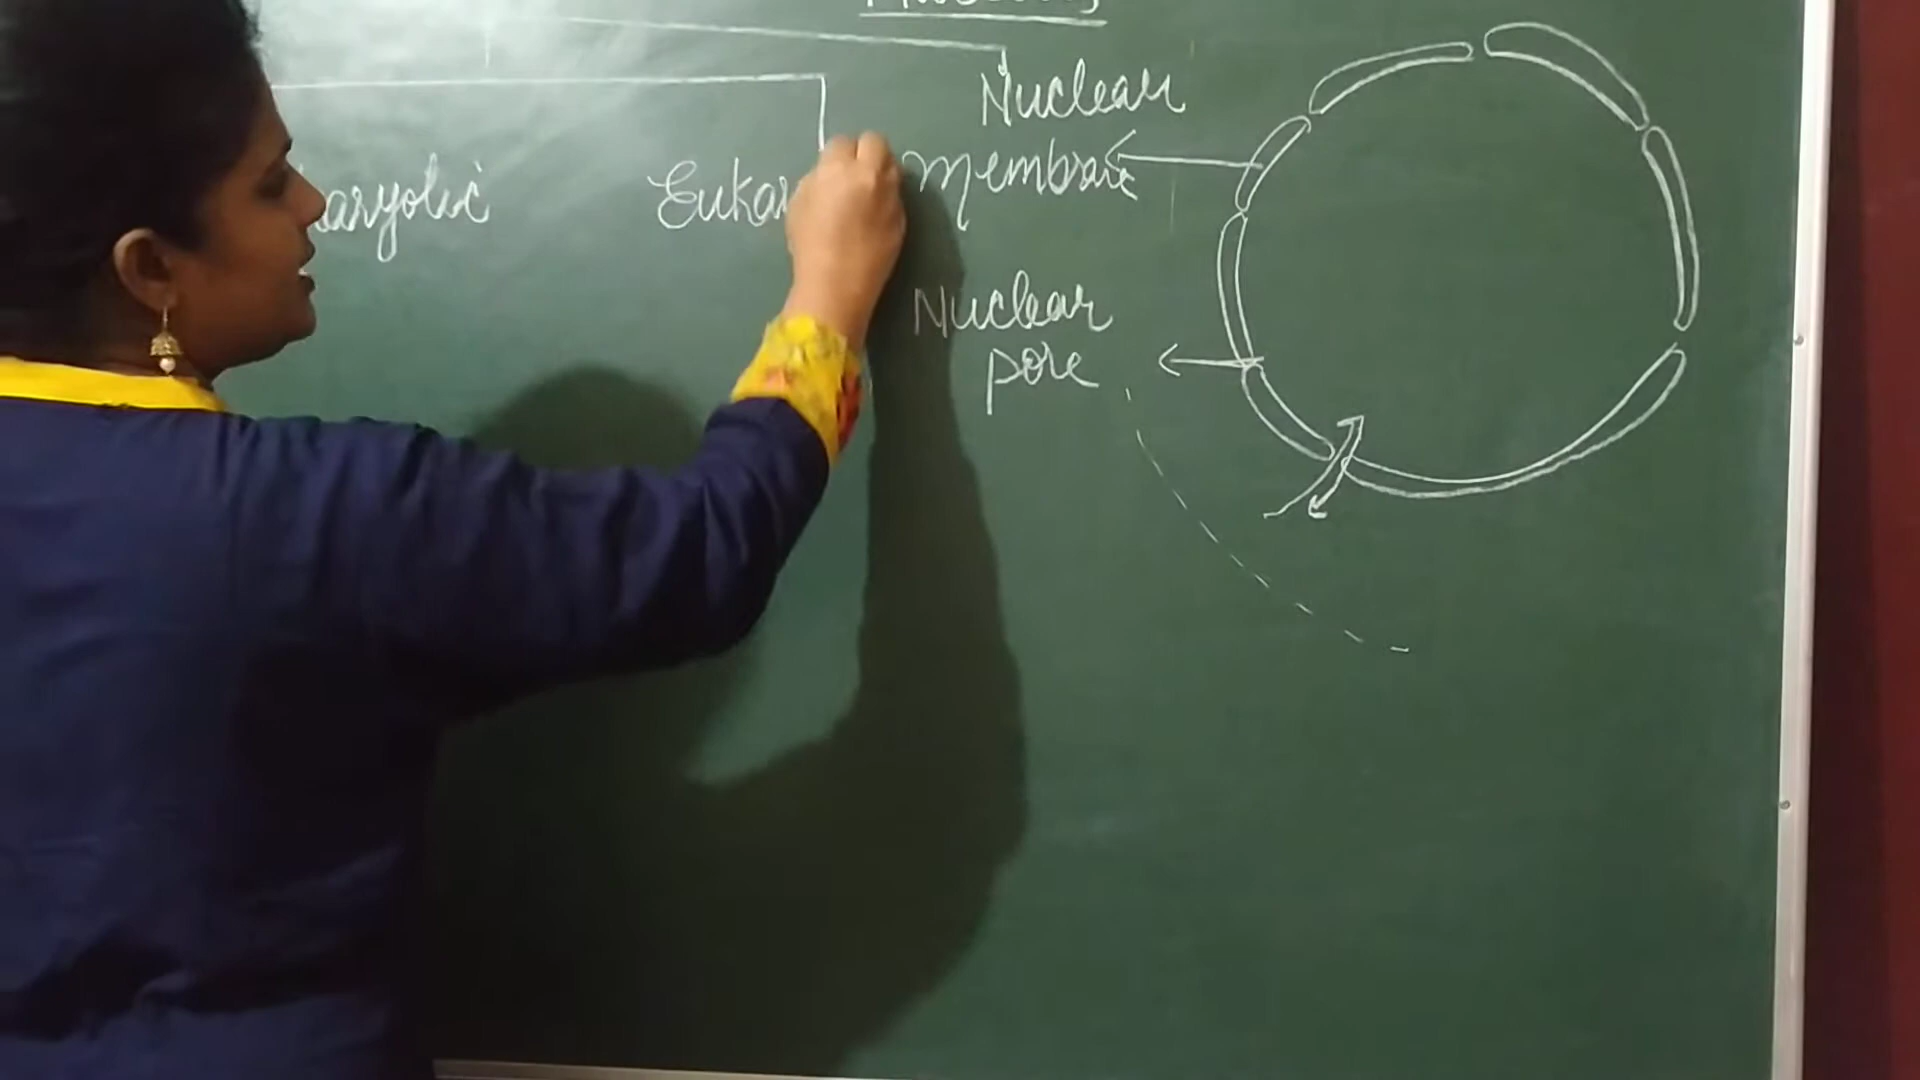 Nuclear
membrane
aryotic
Eukar
Nuclear
pore